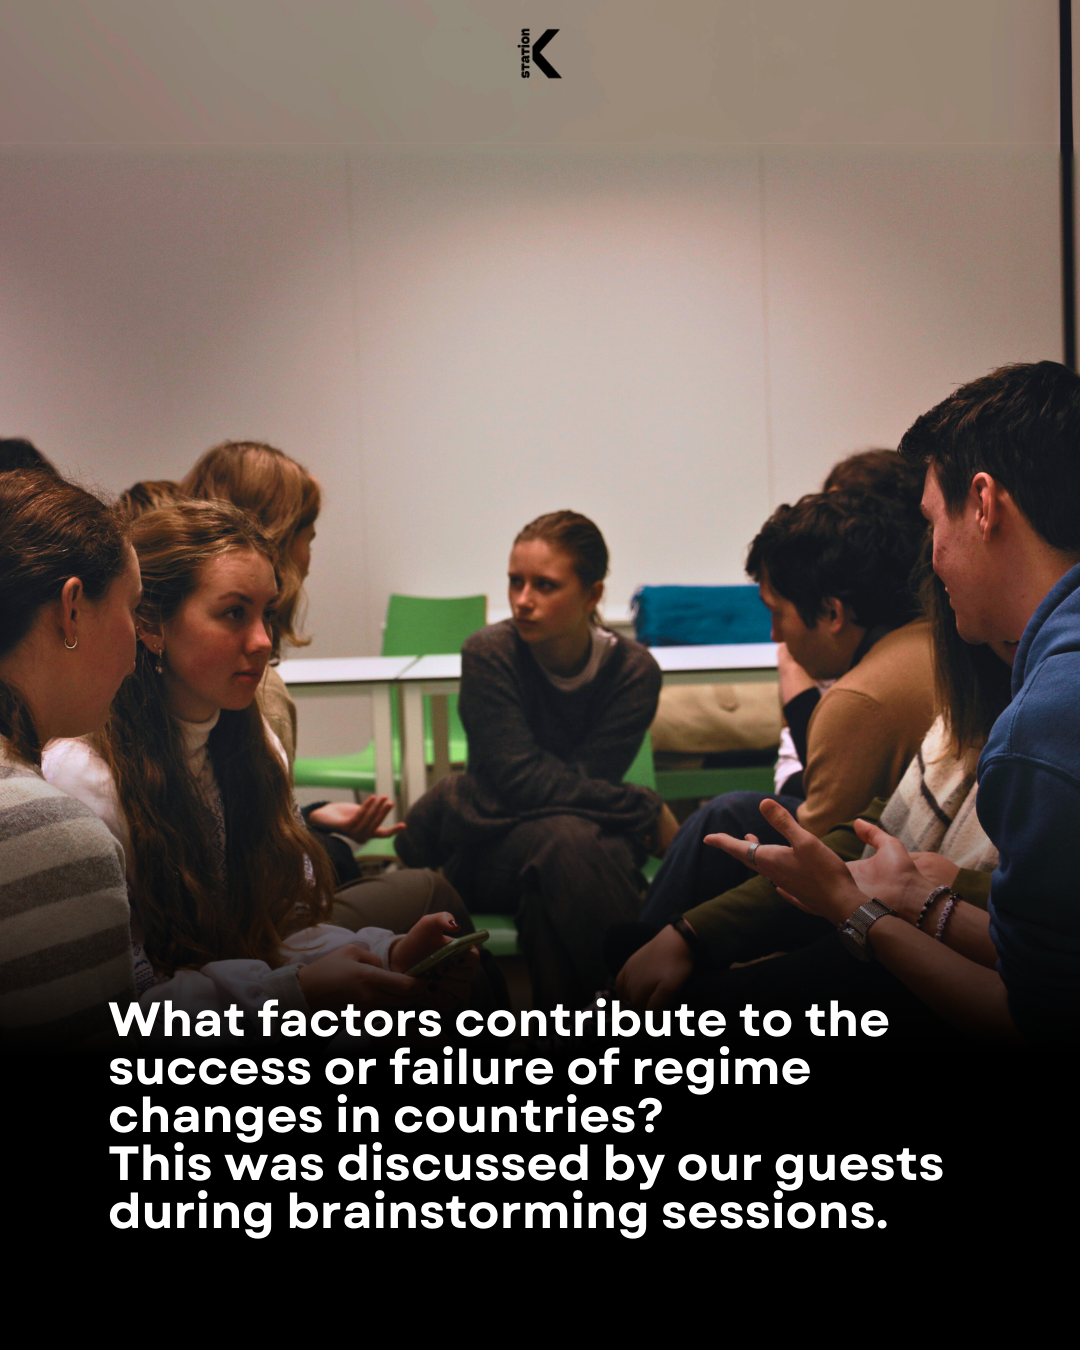 STATION
K
What factors contribute to the
success or failure of regime
changes in countries?
This was discussed by our guests
during brainstorming sessions.